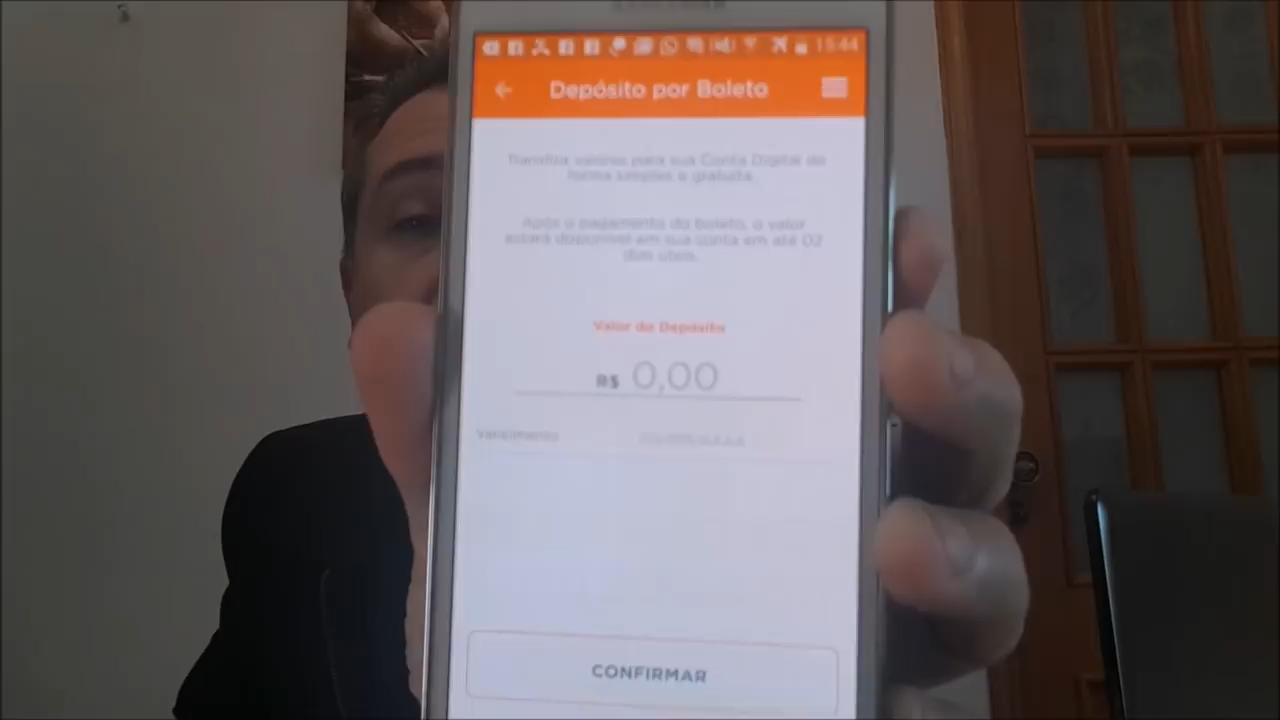 15:44
Depósito por Boleto
Transfira valores para sua Conta Digital de
forma simples e gratuita.
Após o pagamento do boleto, o valor
estará disponível em sua conta em até 02
dias úteis.
Valor do Depósito
R$ 0,00
Vencimento
CONFIRMAR